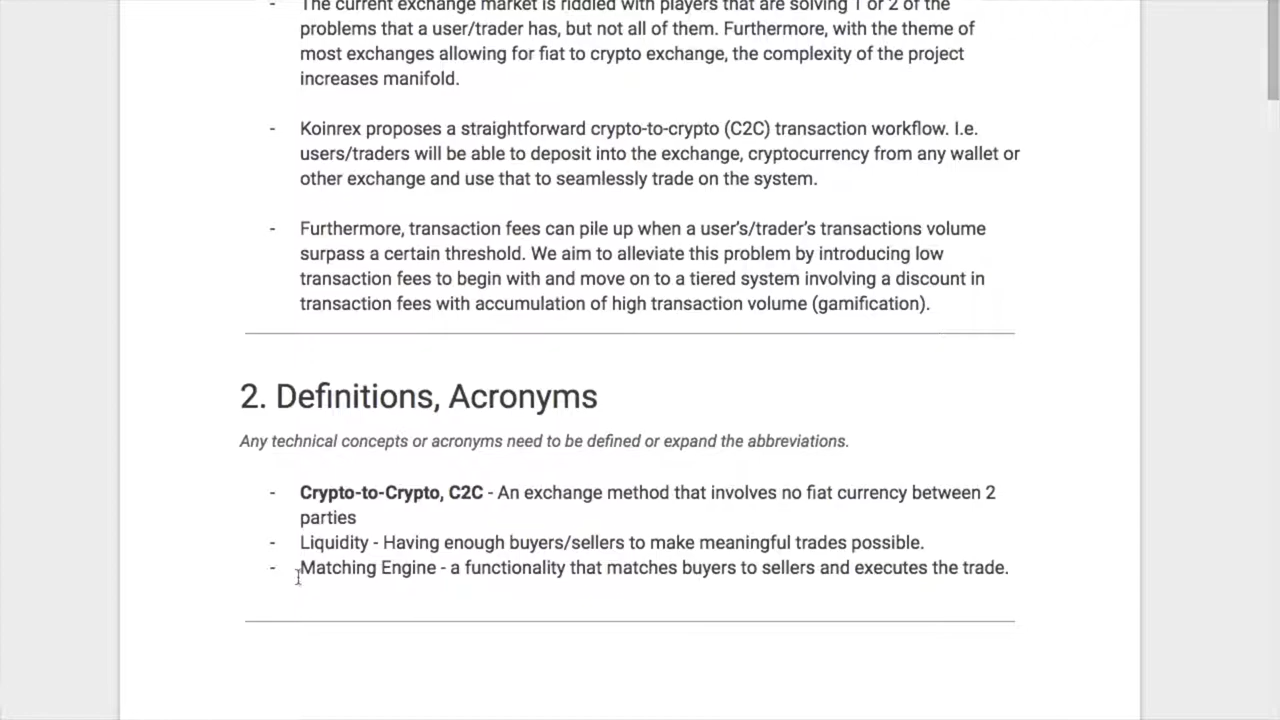 - The current exchange market is riddled with players that are solving 1 or 2 of the
problems that a user/trader has, but not all of them. Furthermore, with the theme of
most exchanges allowing for fiat to crypto exchange, the complexity of the project
increases manifold.
- Koinrex proposes a straightforward crypto-to-crypto (C2C) transaction workflow. I.e.
users/traders will be able to deposit into the exchange, cryptocurrency from any wallet or
other exchange and use that to seamlessly trade on the system.
- Furthermore, transaction fees can pile up when a user's/trader's transactions volume
surpass a certain threshold. We aim to alleviate this problem by introducing low
transaction fees to begin with and move on to a tiered system involving a discount in
transaction fees with accumulation of high transaction volume (gamification).
2. Definitions, Acronyms
Any technical concepts or acronyms need to be defined or expand the abbreviations.
- Crypto-to-Crypto, C2C - An exchange method that involves no fiat currency between 2
parties
- Liquidity - Having enough buyers/sellers to make meaningful trades possible.
- Matching Engine - a functionality that matches buyers to sellers and executes the trade.